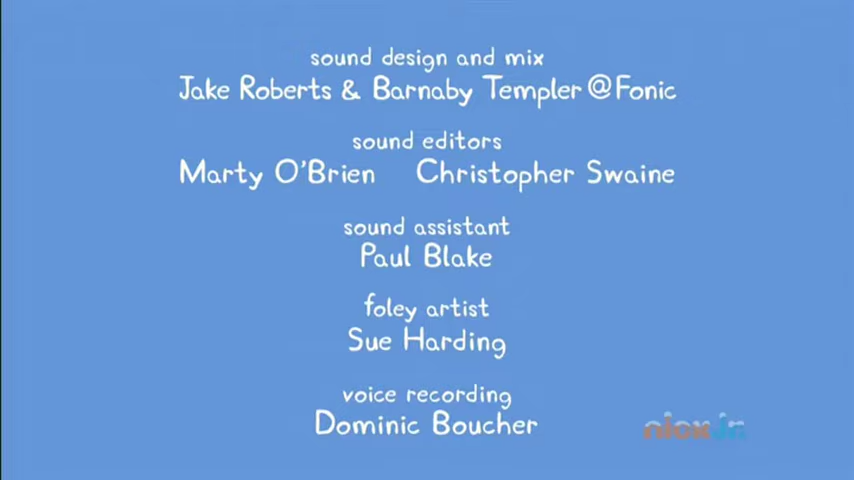 sound design and mix
Jake Roberts & Barnaby Templer @ Fonic
sound editors
Marty O'Brien Christopher Swaine
sound assistant
Paul Blake
foley artist
Sue Harding
voice recording
Dominic Boucher
nick Jr.